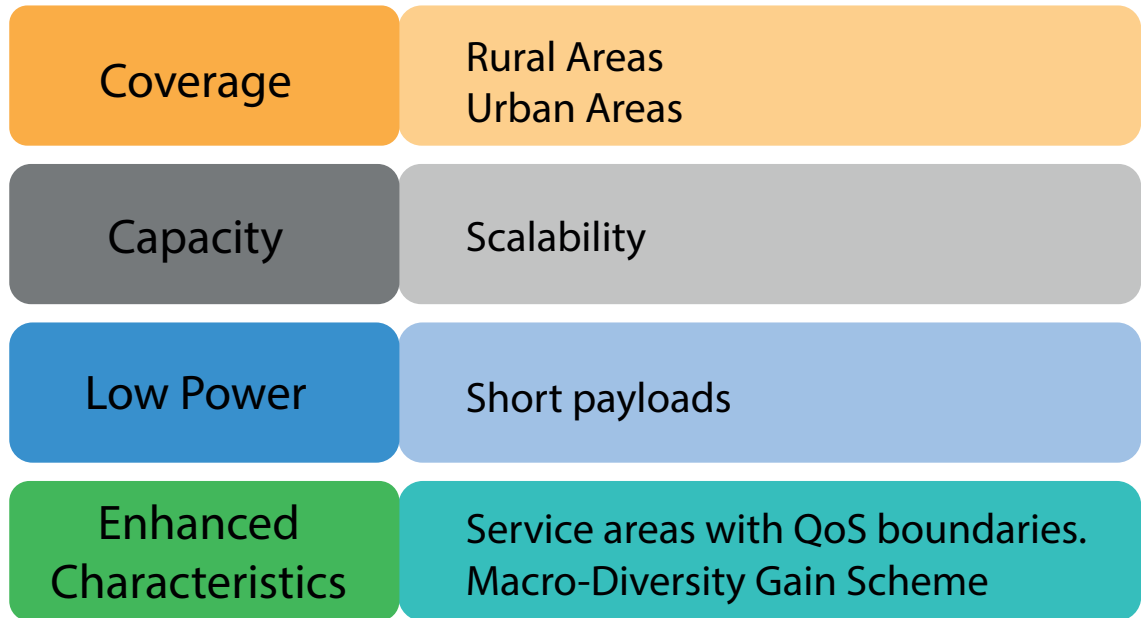 Coverage
Rural Areas
Urban Areas
Capacity
Scalability
Low Power
Short payloads
Enhanced
Characteristics
Service areas with QoS boundaries.
Macro-Diversity Gain Scheme